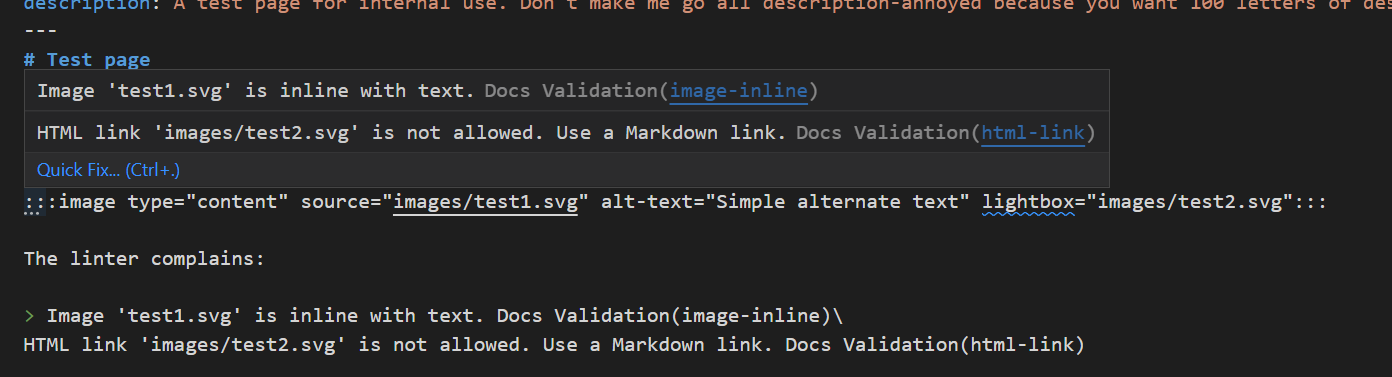 description: A test page for internal use. Don't make me go all description-annoyed because you want 100 letters of des
---
# Test page
Image 'test1.svg' is inline with text. Docs Validation(image-inline)
HTML link 'images/test2.svg' is not allowed. Use a Markdown link. Docs Validation(html-link)
Quick Fix... (Ctrl+.)
:::image type="content" source="images/test1.svg" alt-text="Simple alternate text" lightbox="images/test2.svg":::
The linter complains:
> Image 'test1.svg' is inline with text. Docs Validation(image-inline)\
HTML link 'images/test2.svg' is not allowed. Use a Markdown link. Docs Validation(html-link)